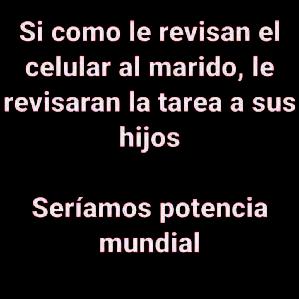 Si como le revisan el
celular al marido, le
revisaran la tarea a sus
hijos
Seríamos potencia
mundial